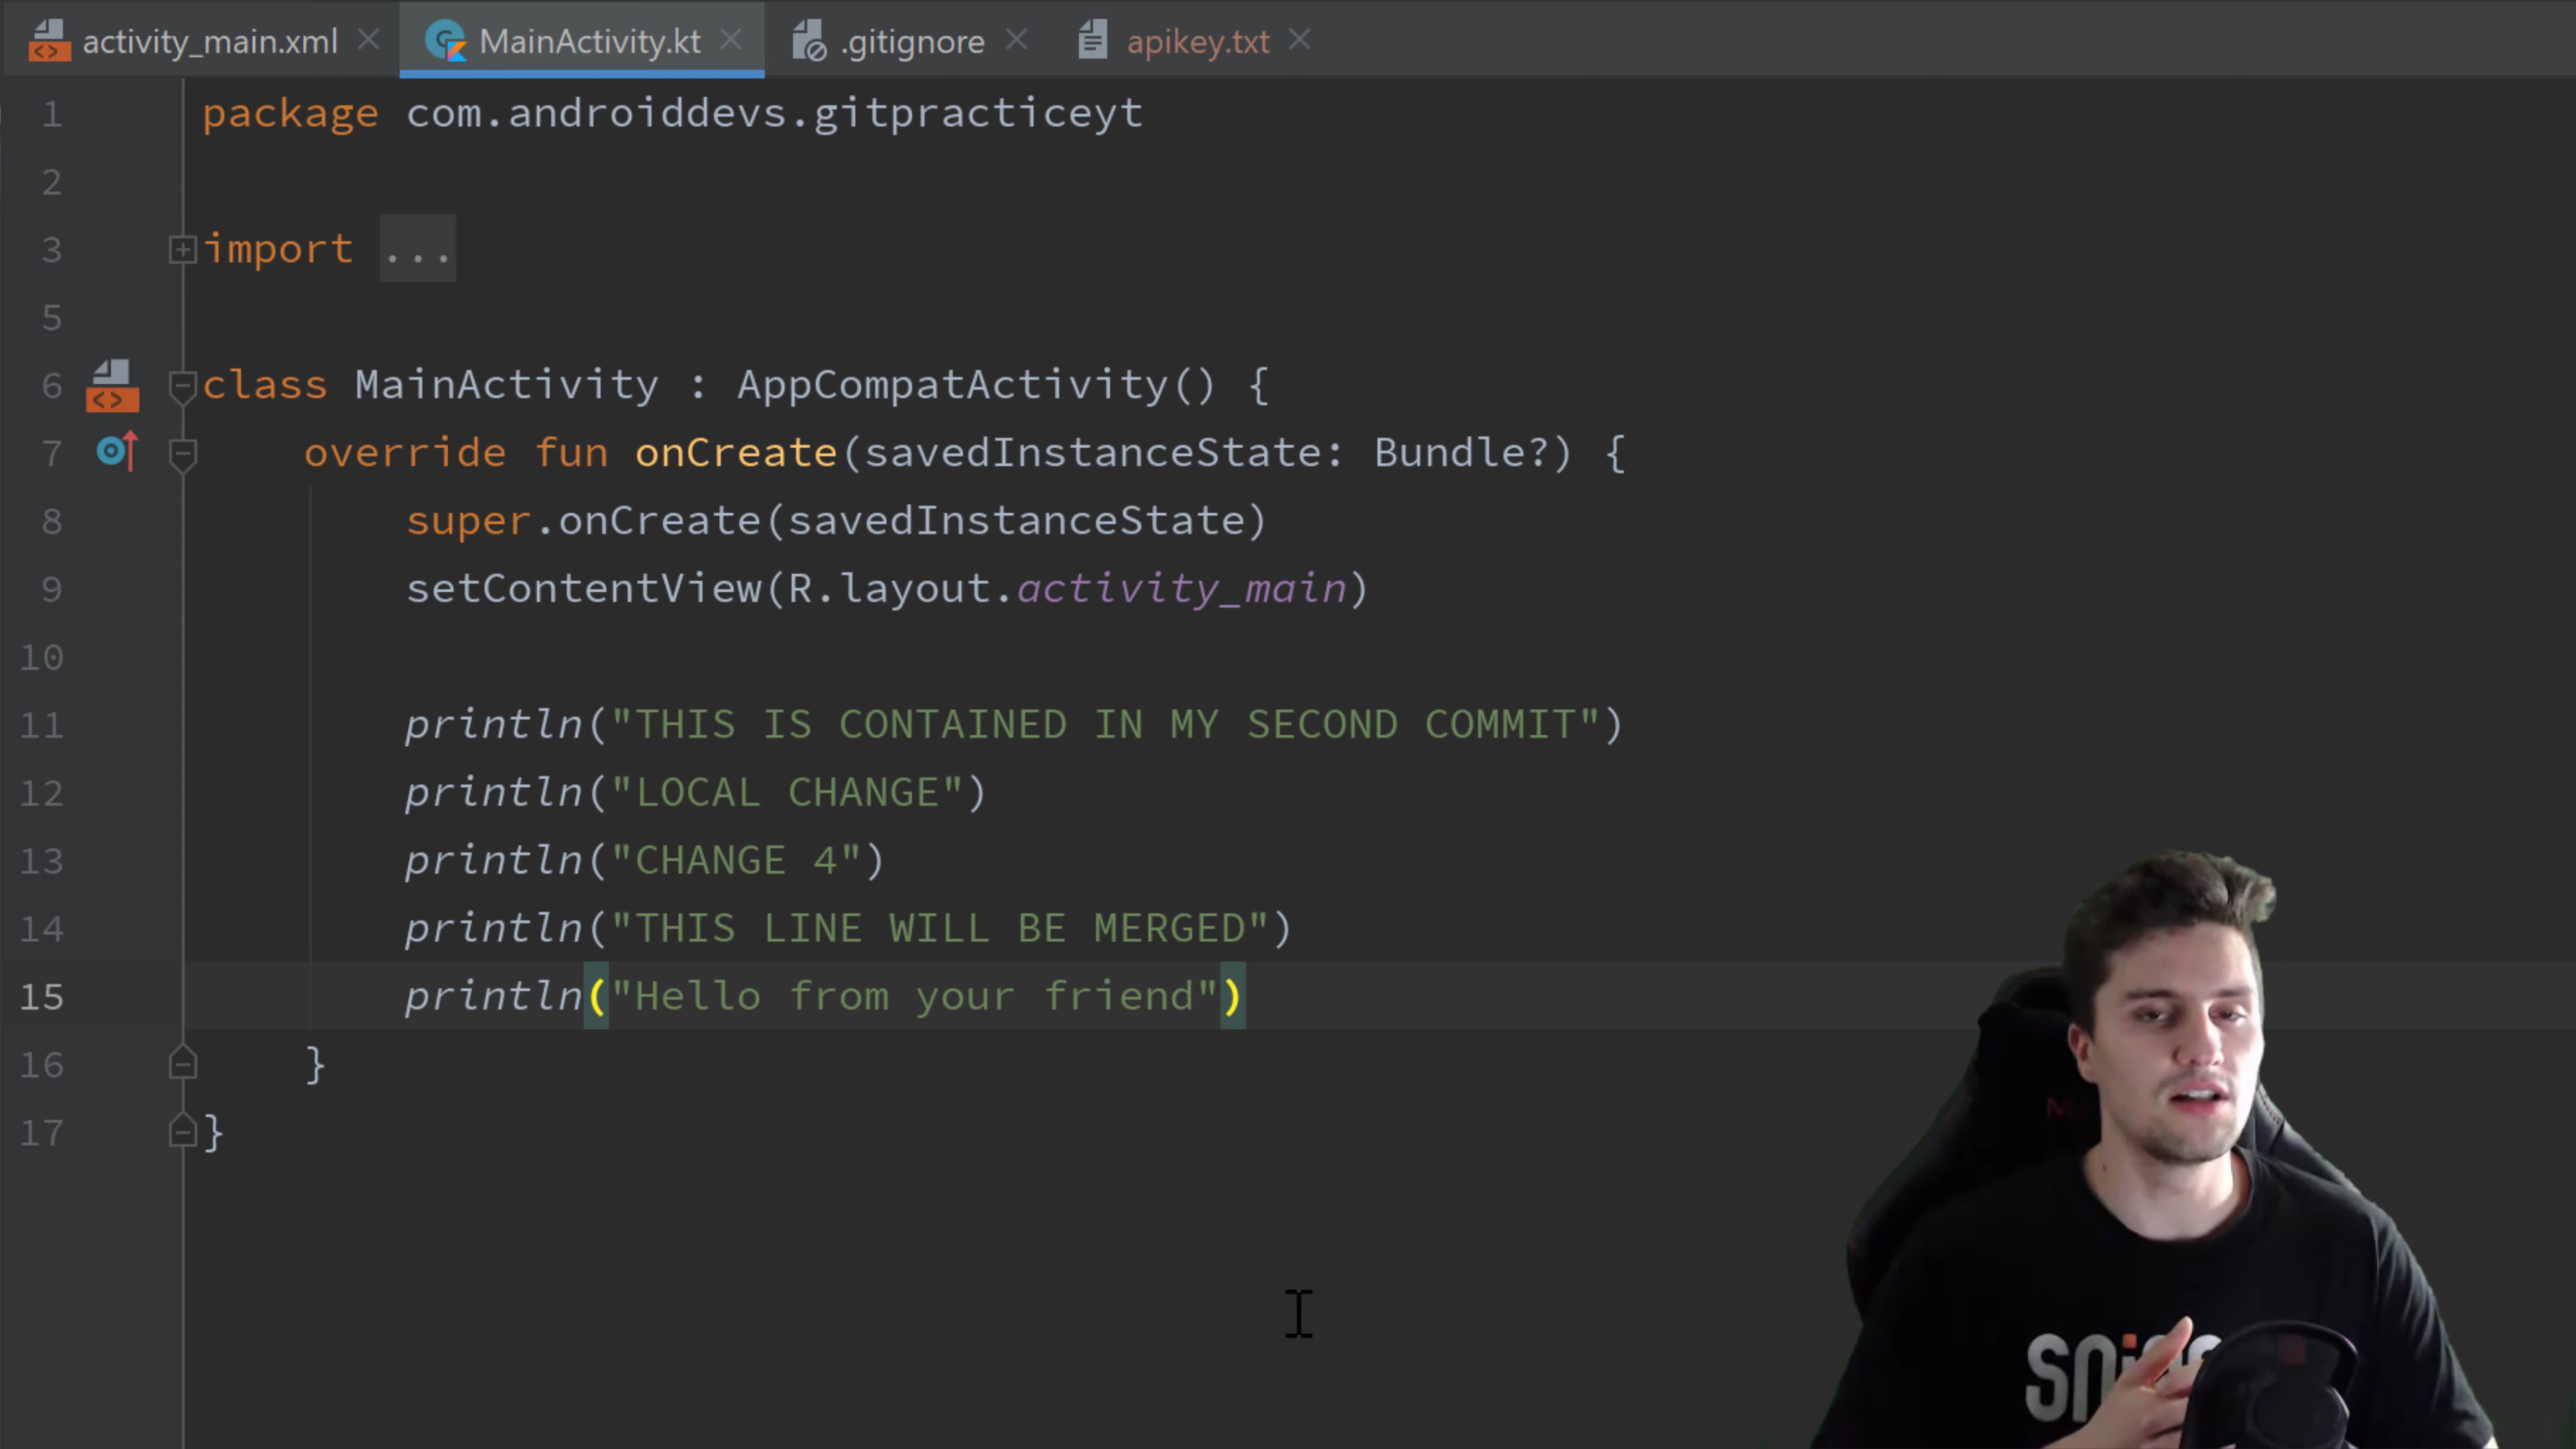 activity_main.xml MainActivity.kt .gitignore apikey.txt
1 package com.androiddevs.gitpracticeyt
2
3 import ...
5
6 class MainActivity : AppCompatActivity() {
7 override fun onCreate(savedInstanceState: Bundle?) {
8 super.onCreate(savedInstanceState)
9 setContentView(R.layout.activity_main)
10
11 println("THIS IS CONTAINED IN MY SECOND COMMIT")
12 println("LOCAL CHANGE")
13 println("CHANGE 4")
14 println("THIS LINE WILL BE MERGED")
15 println("Hello from your friend")
16 }
17 }